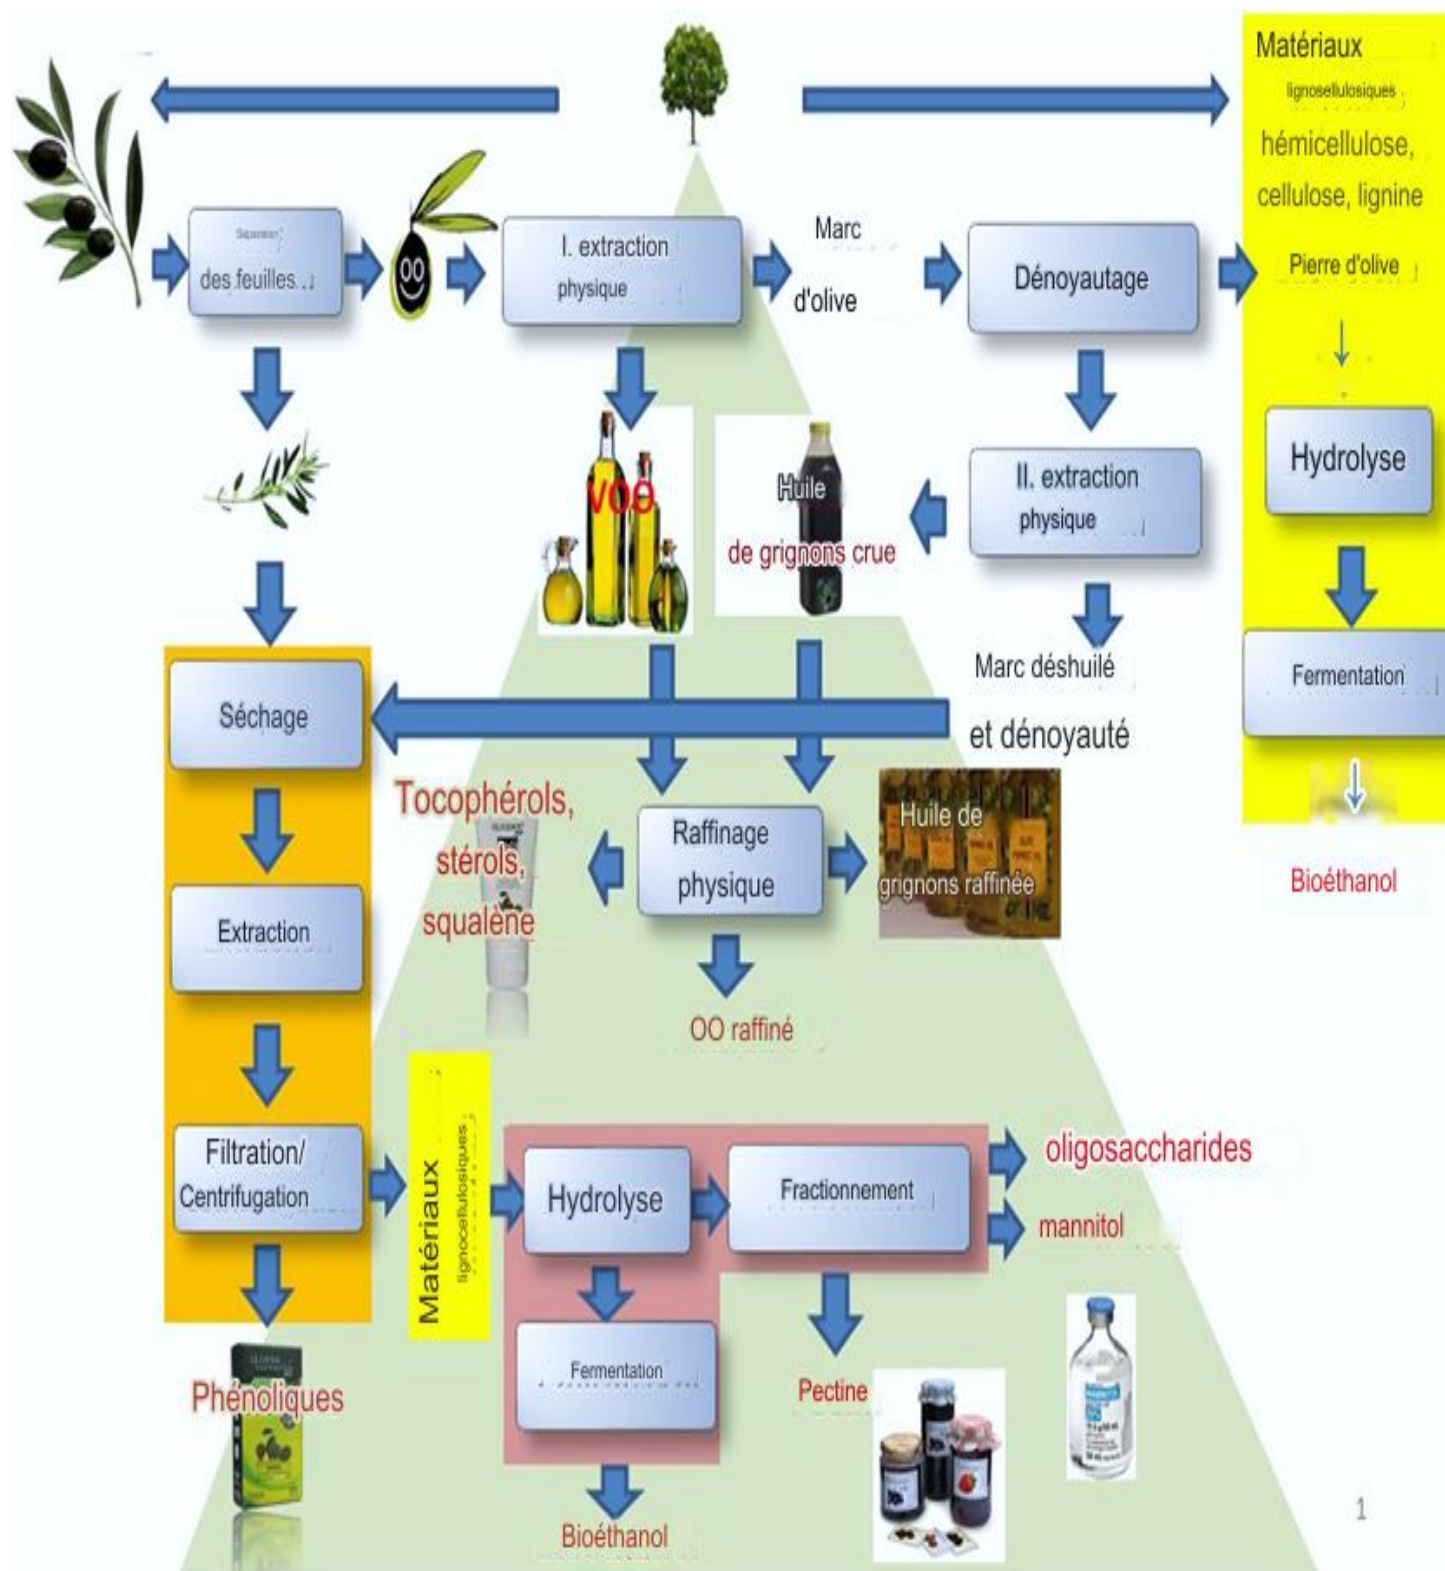 Matériaux
lignosellulosiques
hémicellulose,
cellulose, lignine
Pierre d'olive
Séparation
des feuilles
I. extraction
physique
Marc
d'olive
Dénoyautage
Hydrolyse
VOO
Huile
de grignons crue
II. extraction
physique
Marc déshuilé
et dénoyauté
Fermentation
Bioéthanol
Séchage
Tocophérols,
stérols,
squalène
Raffinage
physique
Huile de
grignons raffinée
OO raffiné
Extraction
Filtration/
Centrifugation
Matériaux
lignocellulosiques
Hydrolyse
Fractionnement
oligosaccharides
mannitol
Fermentation
Phénoliques
Pectine
Bioéthanol
1